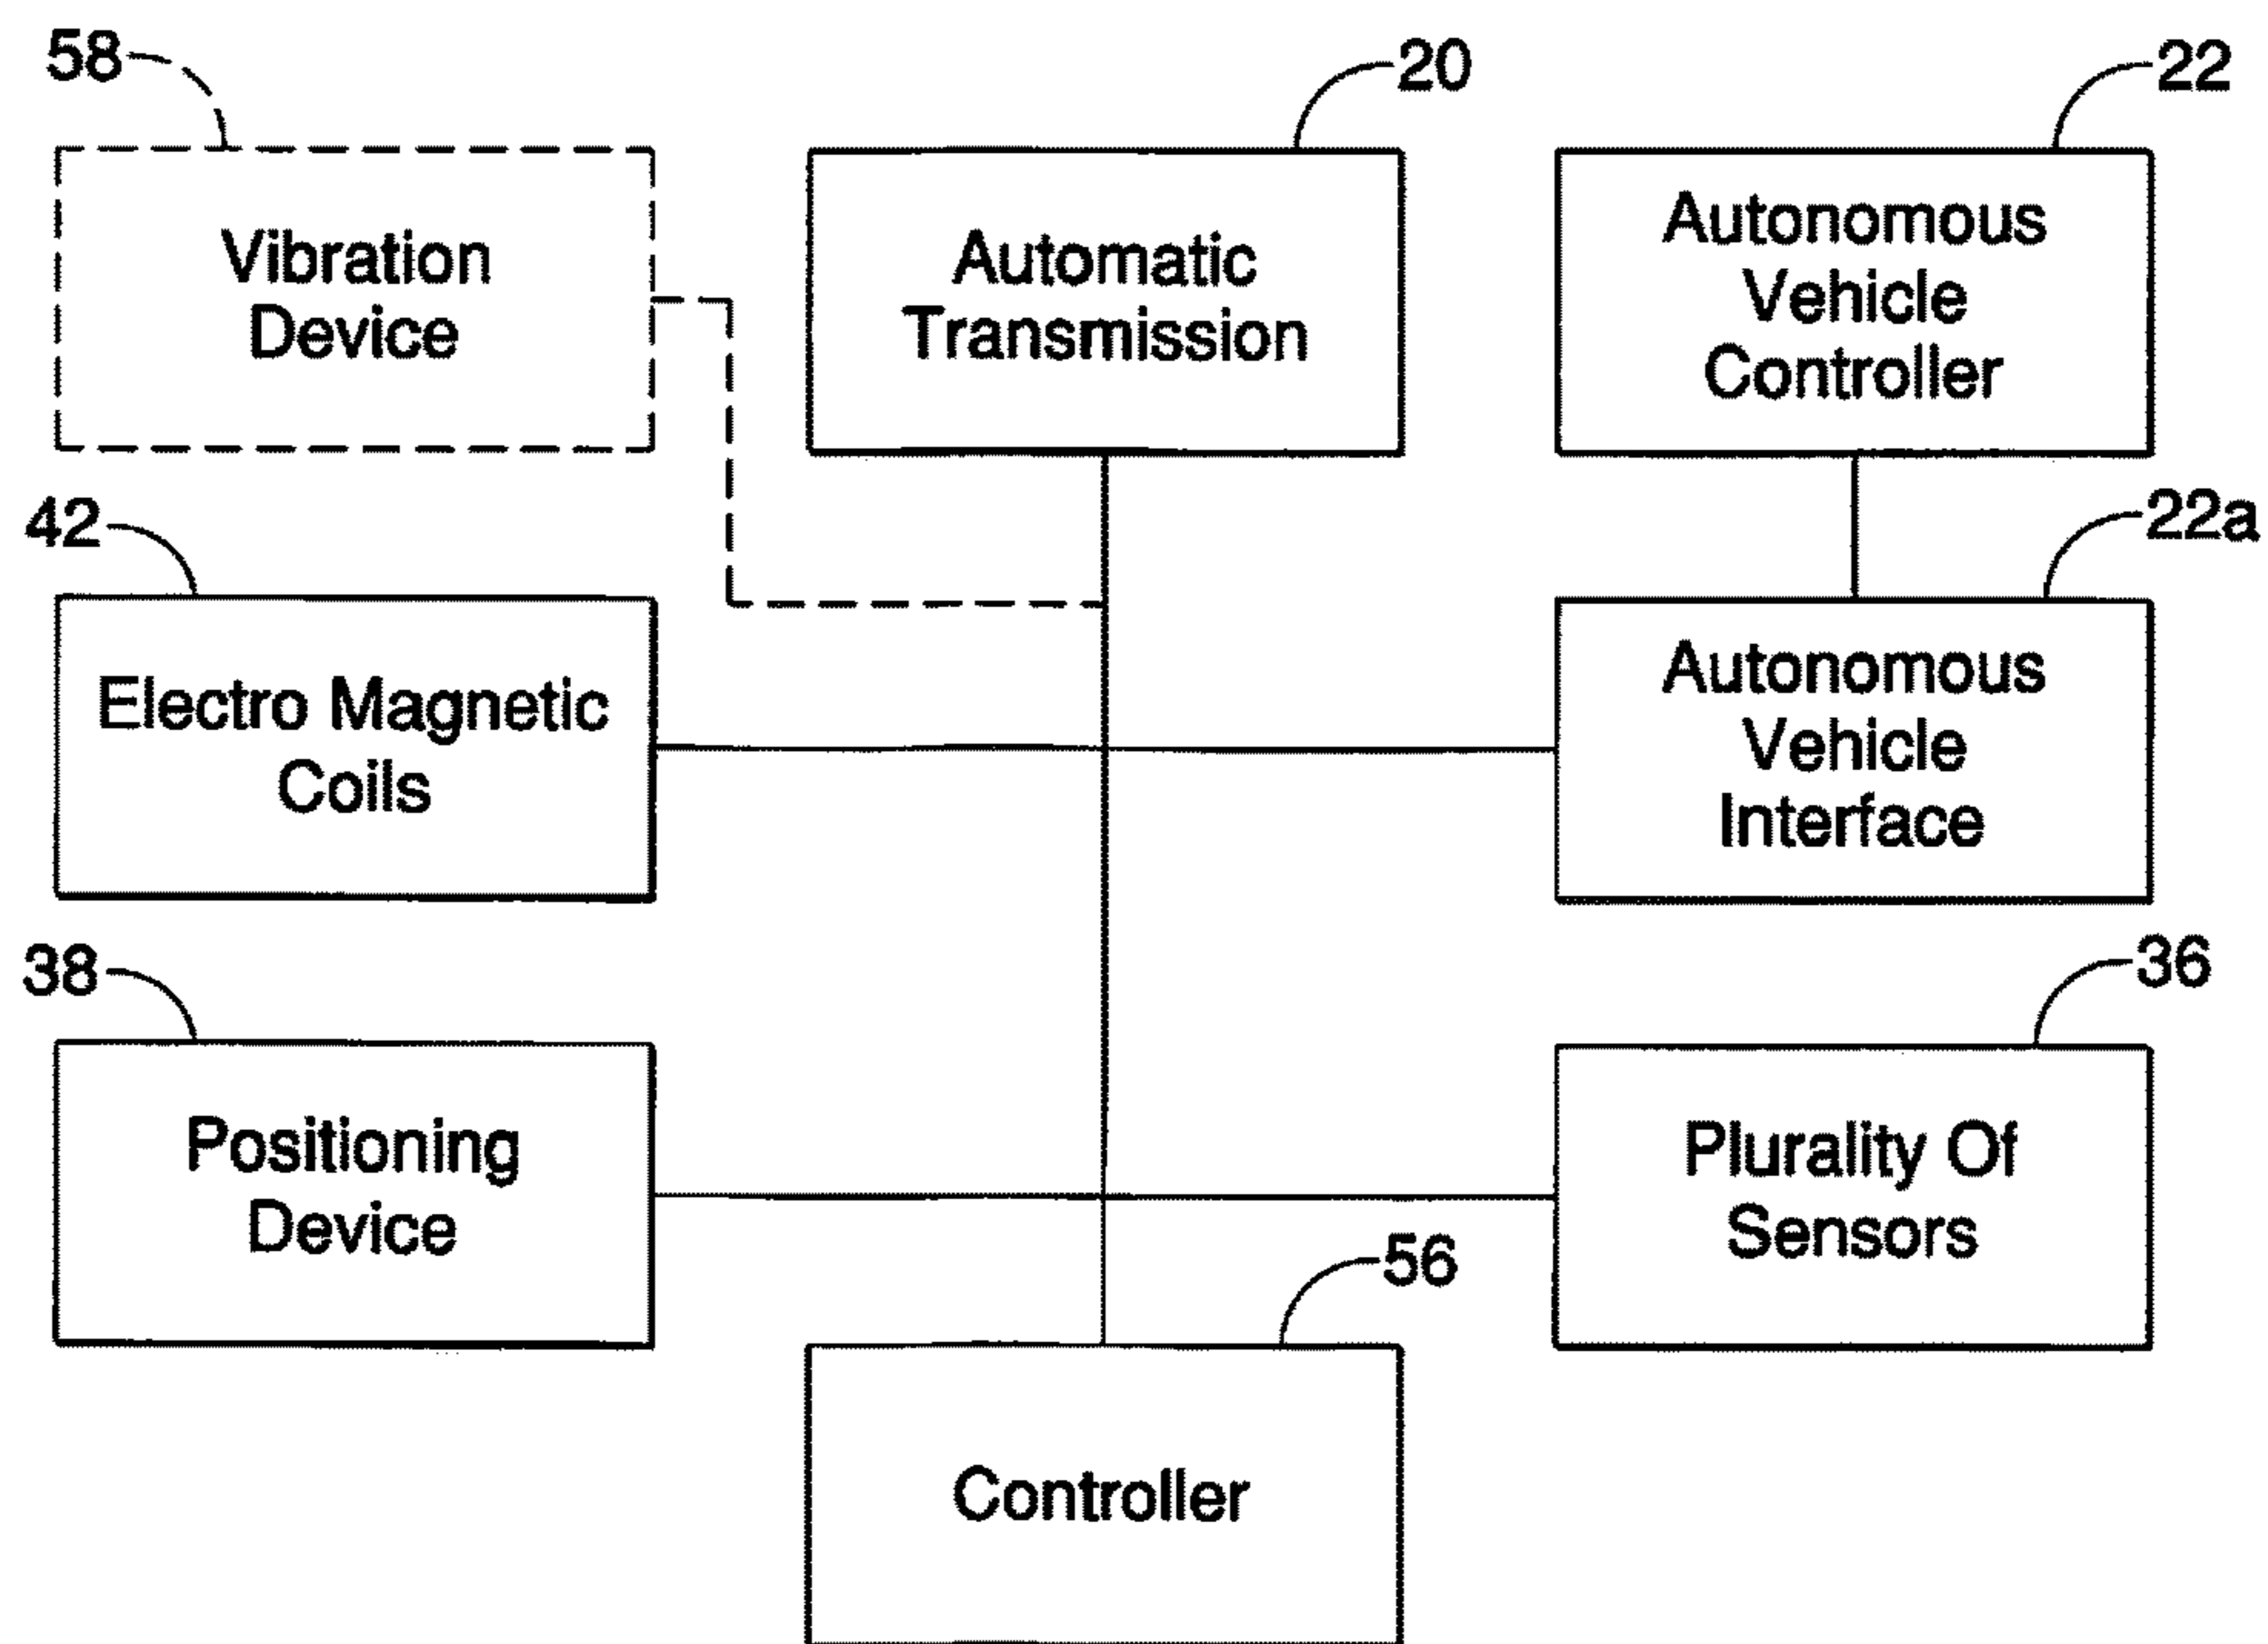 58
20
22
Vibration
Device
Automatic
Transmission
Autonomous
Vehicle
Controller
42
22a
Electro Magnetic
Coils
Autonomous
Vehicle
Interface
38
36
Positioning
Device
Plurality Of
Sensors
56
Controller